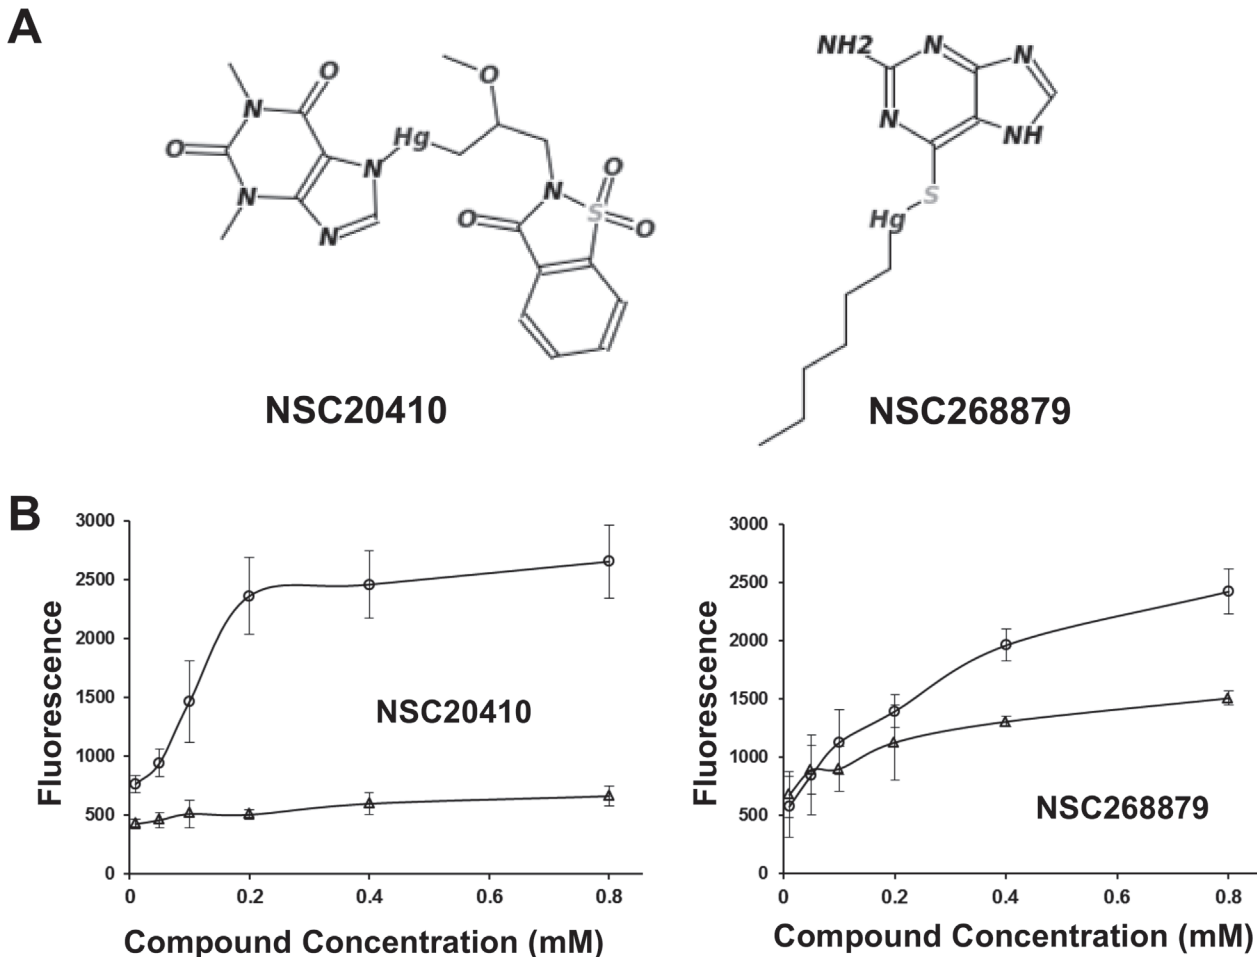 A
O
O
N
O
Hg
N
N
N
O
N
S
O
O
O
NSC20410
NH2
N
N
N
NH
S
Hg
NSC268879
B
3000
2500
2000
1500
1000
500
0
Fluorescence
NSC20410
0
0.2
0.4
0.6
0.8
Compound Concentration (mM)
3000
2500
2000
1500
1000
500
0
Fluorescence
NSC268879
0
0.2
0.4
0.6
0.8
Compound Concentration (mM)